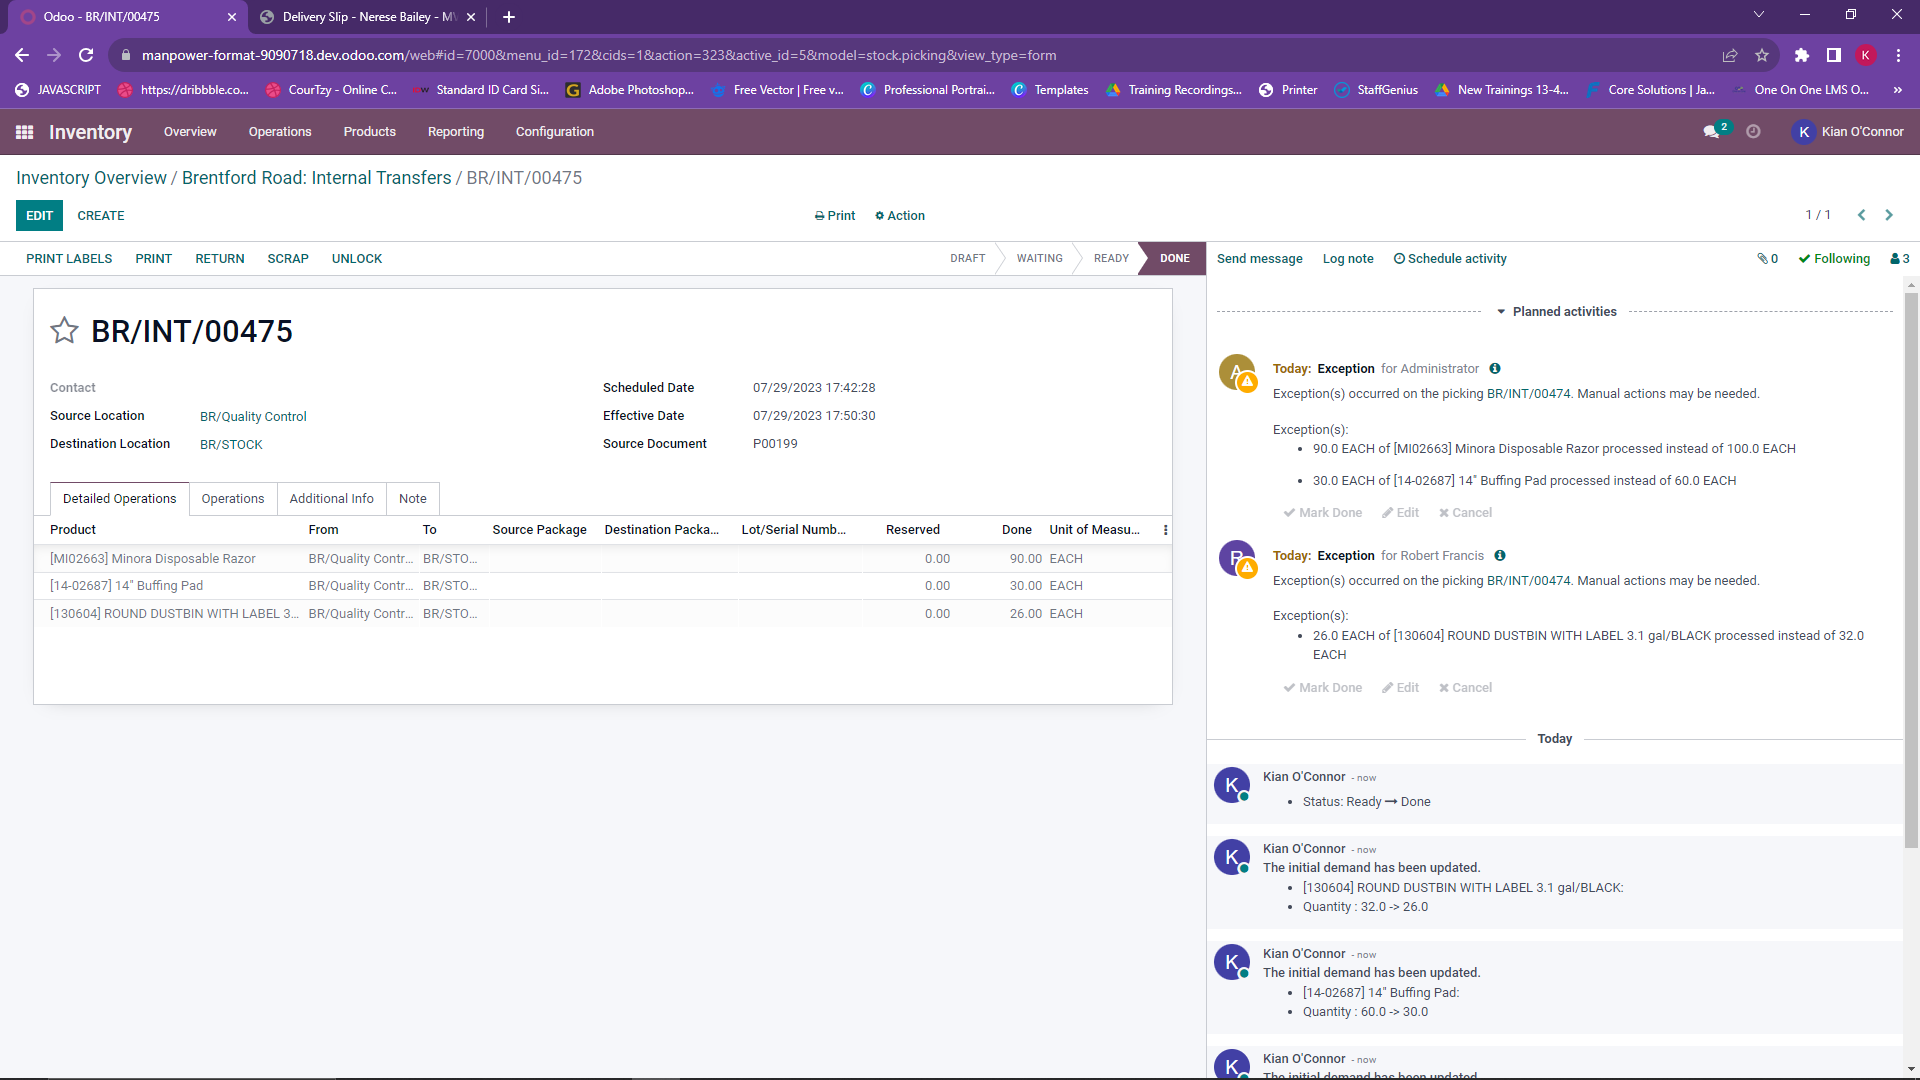 Odoo - BR/INT/00475
Delivery Slip - Nerese Bailey - M
manpower-format-9090718.dev.odoo.com/web#id=7000&menu_id=172&cids=1&action=323&active_id=5&model=stock.picking&view_type=form
K
JAVASCRIPT https://dribbble.co... CourTzy - Online C... Standard ID Card Si... Adobe Photoshop... Free Vector | Free v... Professional Portrai... Templates Training Recordings... Printer StaffGenius New Trainings 13-4... Core Solutions | Ja... One On One LMS O... »
Inventory Overview Operations Products Reporting Configuration 2 K Kian O'Connor
Inventory Overview / Brentford Road: Internal Transfers / BR/INT/00475
EDIT CREATE Print Action 1 / 1
PRINT LABELS PRINT RETURN SCRAP UNLOCK DRAFT WAITING READY DONE
Send message Log note Schedule activity 0 Following 3
BR/INT/00475
Contact
Source Location BR/Quality Control
Destination Location BR/STOCK
Scheduled Date 07/29/2023 17:42:28
Effective Date 07/29/2023 17:50:30
Source Document P00199
Detailed Operations Operations Additional Info Note
Product From To Source Package Destination Packa... Lot/Serial Numb... Reserved Done Unit of Measu...
[MI02663] Minora Disposable Razor BR/Quality Contr... BR/STO... 0.00 90.00 EACH
[14-02687] 14" Buffing Pad BR/Quality Contr... BR/STO... 0.00 30.00 EACH
[130604] ROUND DUSTBIN WITH LABEL 3... BR/Quality Contr... BR/STO... 0.00 26.00 EACH
Planned activities
A
Today: Exception for Administrator
Exception(s) occurred on the picking BR/INT/00474. Manual actions may be needed.
Exception(s):
• 90.0 EACH of [MI02663] Minora Disposable Razor processed instead of 100.0 EACH
• 30.0 EACH of [14-02687] 14" Buffing Pad processed instead of 60.0 EACH
Mark Done Edit Cancel
R
Today: Exception for Robert Francis
Exception(s) occurred on the picking BR/INT/00474. Manual actions may be needed.
Exception(s):
• 26.0 EACH of [130604] ROUND DUSTBIN WITH LABEL 3.1 gal/BLACK processed instead of 32.0
EACH
Mark Done Edit Cancel
Today
K
Kian O'Connor - now
• Status: Ready → Done
K
Kian O'Connor - now
The initial demand has been updated.
• [130604] ROUND DUSTBIN WITH LABEL 3.1 gal/BLACK:
• Quantity : 32.0 -> 26.0
K
Kian O'Connor - now
The initial demand has been updated.
• [14-02687] 14" Buffing Pad:
• Quantity : 60.0 -> 30.0
K
Kian O'Connor - now
The initial demand has been updated.